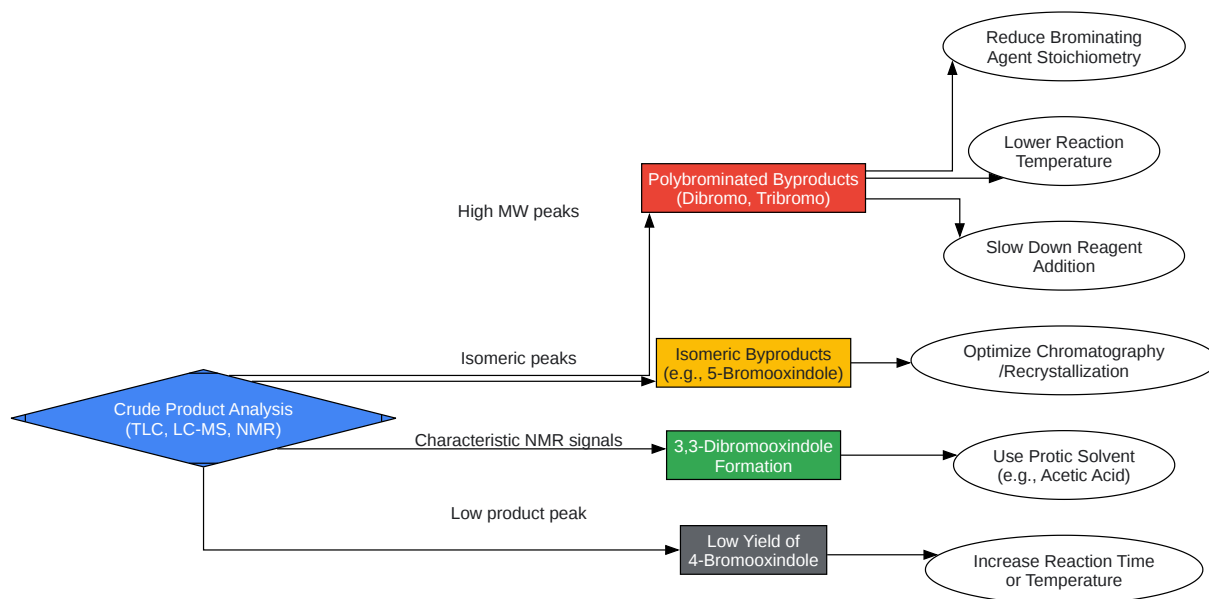 Reduce Brominating
Agent Stoichiometry
Lower Reaction
Temperature
Polybrominated Byproducts
(Dibromo, Tribromo)
High MW peaks
Slow Down Reagent
Addition
Isomeric peaks
Isomeric Byproducts
(e.g., 5-Bromooxindole)
Optimize Chromatography
/Recrystallization
Crude Product Analysis
(TLC, LC-MS, NMR)
Characteristic NMR signals
3,3-Dibromooxindole
Formation
Use Protic Solvent
(e.g., Acetic Acid)
Low product peak
Low Yield of
4-Bromooxindole
Increase Reaction Time
or Temperature